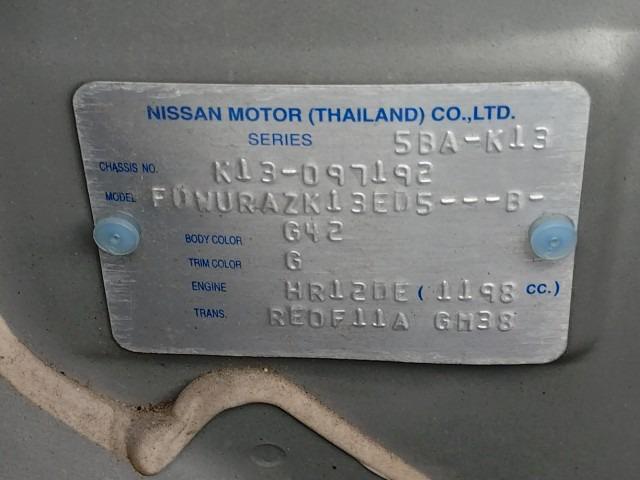 NISSAN MOTOR (THAILAND) CO.,LTD.
SERIES 5BA-K13
CHASSIS NO. K13-097192
MODEL FDWURAZK13ED5---B-
BODY COLOR G42
TRIM COLOR G
ENGINE HR12DE ( 1198 CC.)
TRANS. RE0F11A GH38